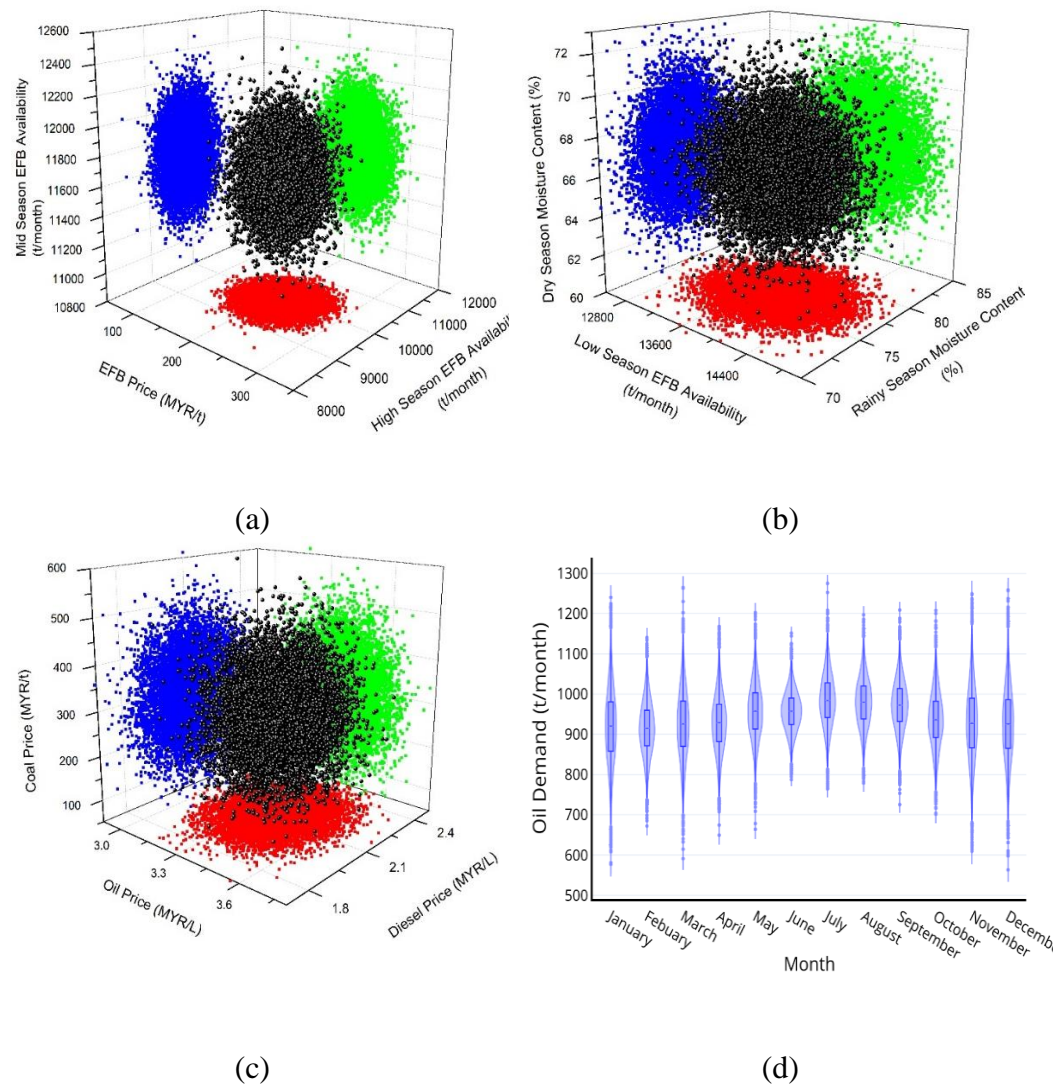 12600
12400
12200
12000
11800
11600
11400
11200
11000
10800
Mid Season EFB Availability
(t/month)
100
200
300
EFB Price (MYR/t)
8000
9000
10000
11000
12000
High Season EFB Availabili
(t/month)
(a)
72
70
68
66
64
62
60
Dry Season Moisture Content (%)
12800
13600
14400
Low Season EFB Availability
(t/month)
70
75
80
85
Rainy Season Moisture Content
(%)
(b)
600
500
400
300
200
100
Coal Price (MYR/t)
3.0
3.3
3.6
Oil Price (MYR/L)
1.8
2.1
2.4
Diesel Price (MYR/L)
(c)
1300
1200
1100
1000
900
800
700
600
500
Oil Demand (t/month)
January
Febuary
March
April
May
June
July
August
September
October
November
December
Month
(d)